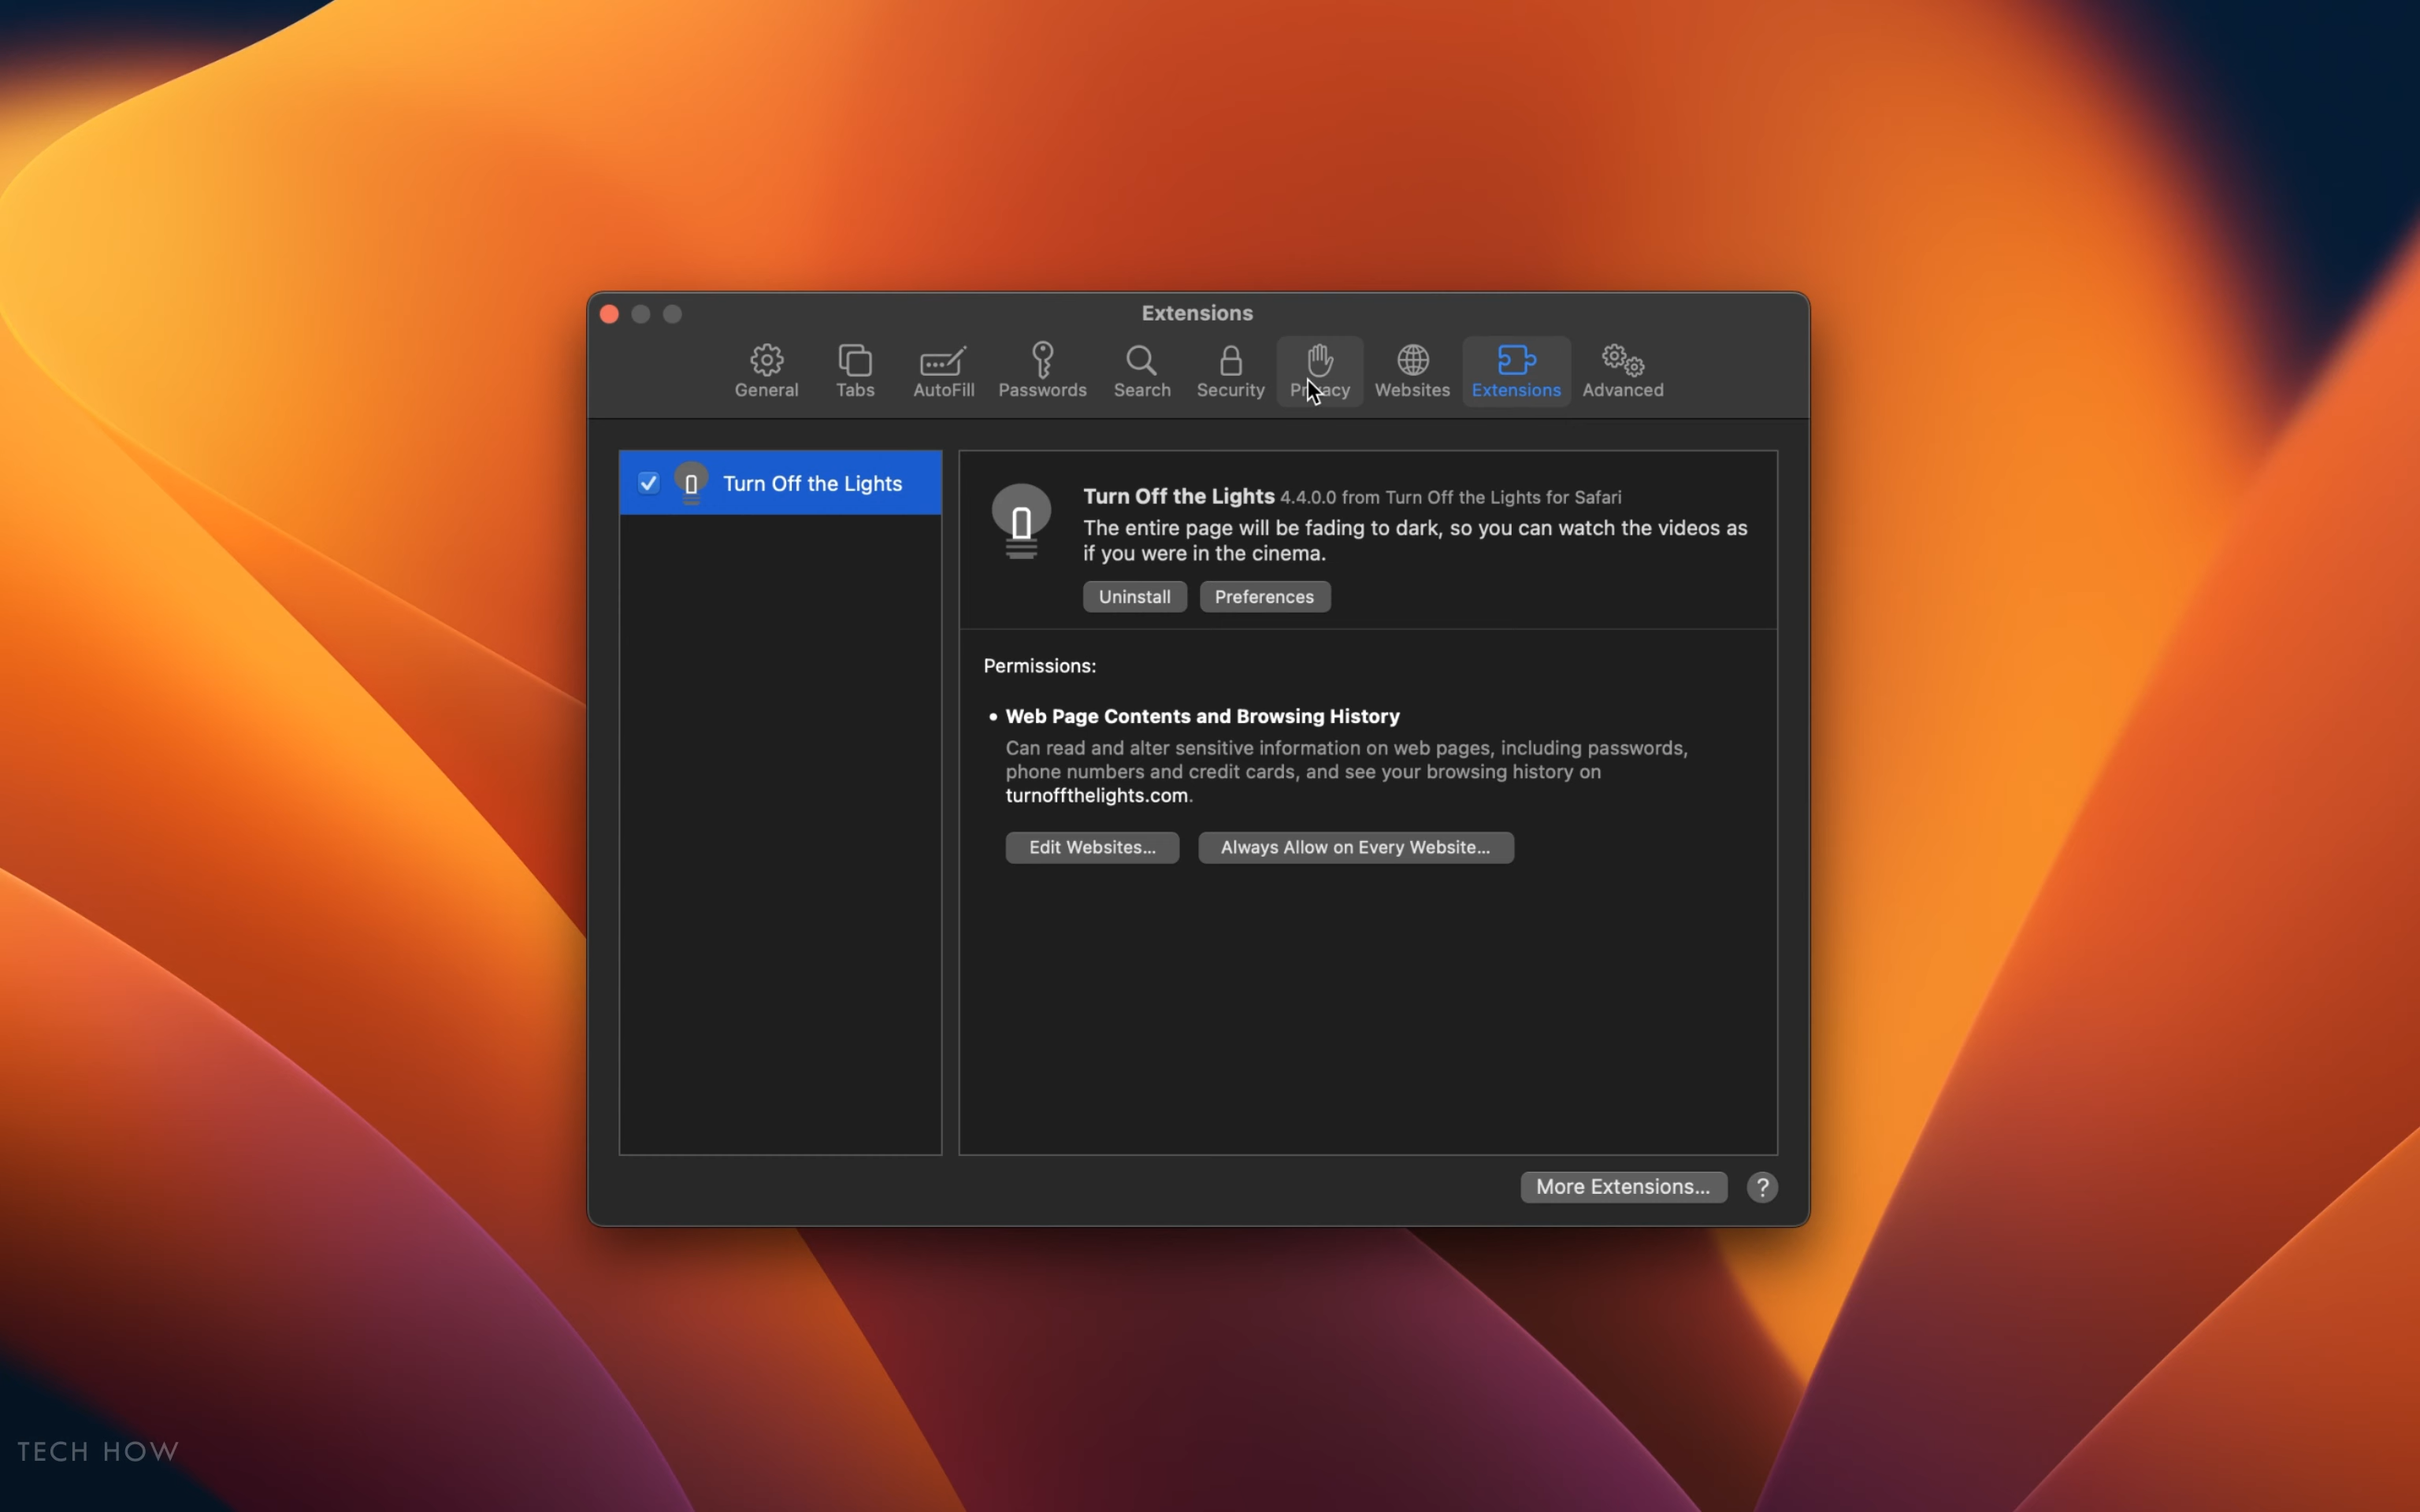 Extensions
General
Tabs
AutoFill
Passwords
Search
Security
Privacy
Websites
Extensions
Advanced
Turn Off the Lights
Turn Off the Lights 4.4.0.0 from Turn Off the Lights for Safari
The entire page will be fading to dark, so you can watch the videos as
if you were in the cinema.
Uninstall
Preferences
Permissions:
• Web Page Contents and Browsing History
Can read and alter sensitive information on web pages, including passwords,
phone numbers and credit cards, and see your browsing history on
turnoffthelights.com.
Edit Websites...
Always Allow on Every Website...
More Extensions...
?
TECH HOW